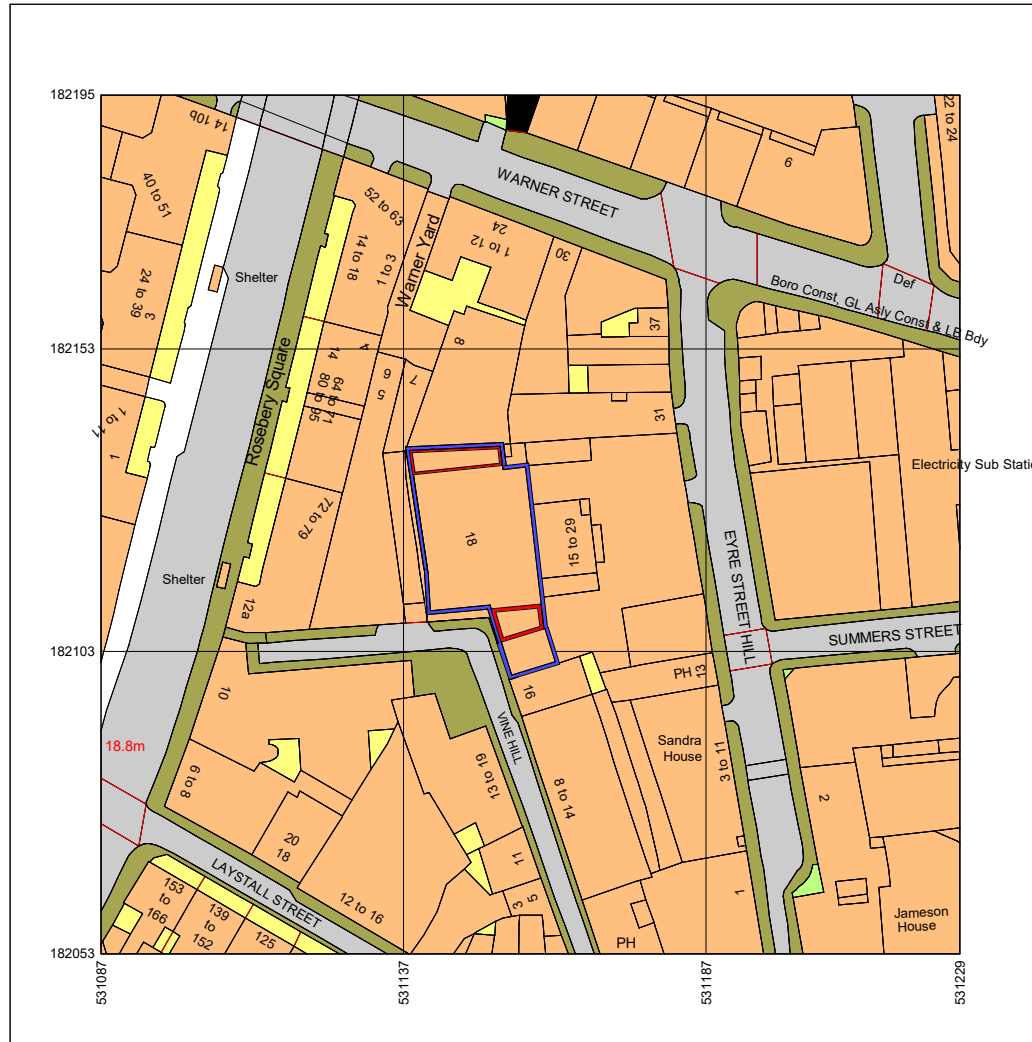 182195
14 10b
22 to 24
9
40 to 51
WARNER STREET
52 to 63
Warner Yard
24
1 to 12
14 to 18
1 to 3
30
Shelter
Def
Boro Const, GL Asly Const & LB Bdy
24 to 39
3
37
8
182153
4
14
80 to 95
64 to 71
6
5
7
Rosebery Square
1 to 11
1
31
Electricity Sub Stati
72 to 79
18
15 to 29
EYRE STREET HILL
Shelter
12a
SUMMERS STREET
182103
PH
13
10
16
VINE HILL
18.8m
Sandra
House
3 to 11
6 to 8
13 to 19
8 to 14
2
20
18
11
LAYSTALL STREET
12 to 16
153
to
166
139
to
152
125
3
5
1
PH
Jameson
House
182053
531087
531137
531187
531229